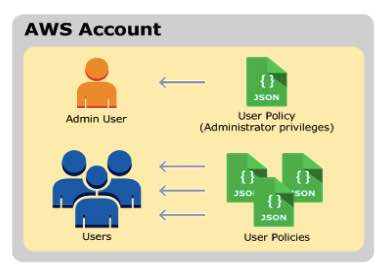 AWS Account
{ }
JSON
Admin User
User Policy
(Administrator privileges)
{ }
JSON
{ }
JSON
{ }
JSON
Users
User Policies